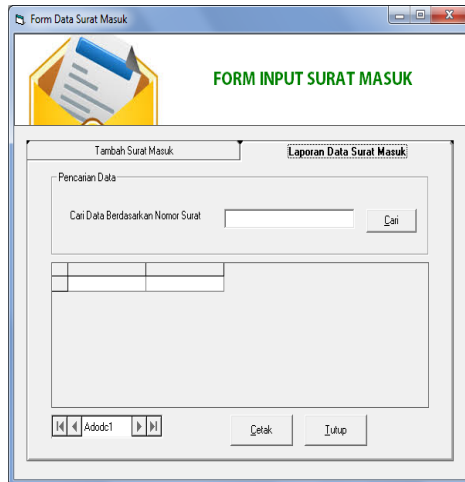 Form Data Surat Masuk
FORM INPUT SURAT MASUK
Tambah Surat Masuk
Laporan Data Surat Masuk
Pencarian Data
Cari Data Berdasarkan Nomor Surat
Cari
Adodc1
Cetak
Tutup